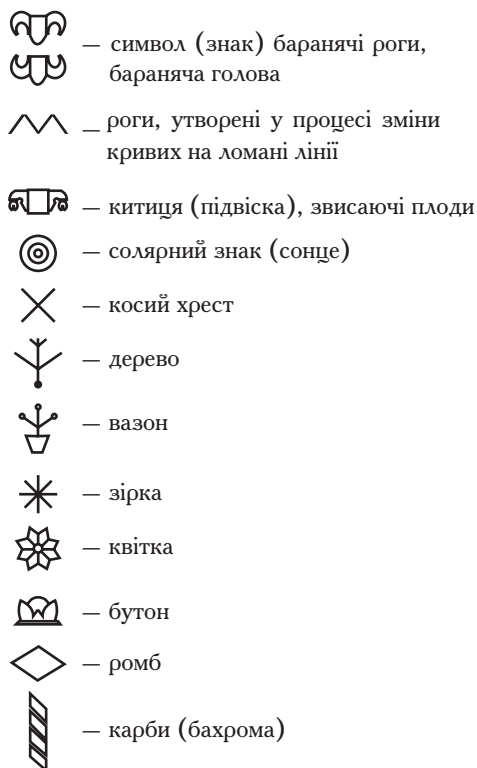 — символ (знак) баранячі роги,
бараняча голова
— роги, утворені у процесі зміни
кривих на ломані лінії
— китиця (підвіска), звисаючі плоди
— солярний знак (сонце)
— косий хрест
— дерево
— вазон
— зірка
— квітка
— бутон
— ромб
— карби (бахрома)